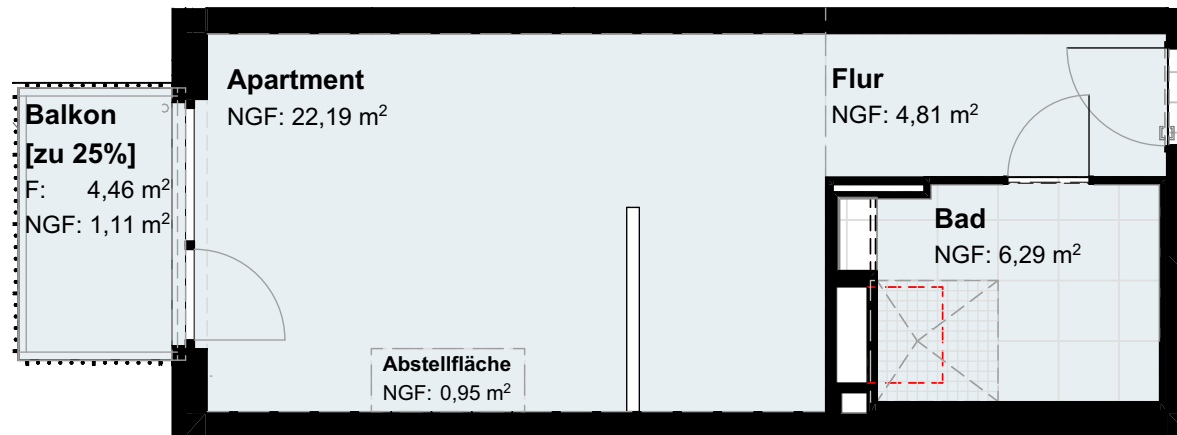 Apartment
NGF: 22,19 m²
Flur
NGF: 4,81 m²
Balkon
[zu 25%]
F: 4,46 m²
NGF: 1,11 m²
Bad
NGF: 6,29 m²
Abstellfläche
NGF: 0,95 m²